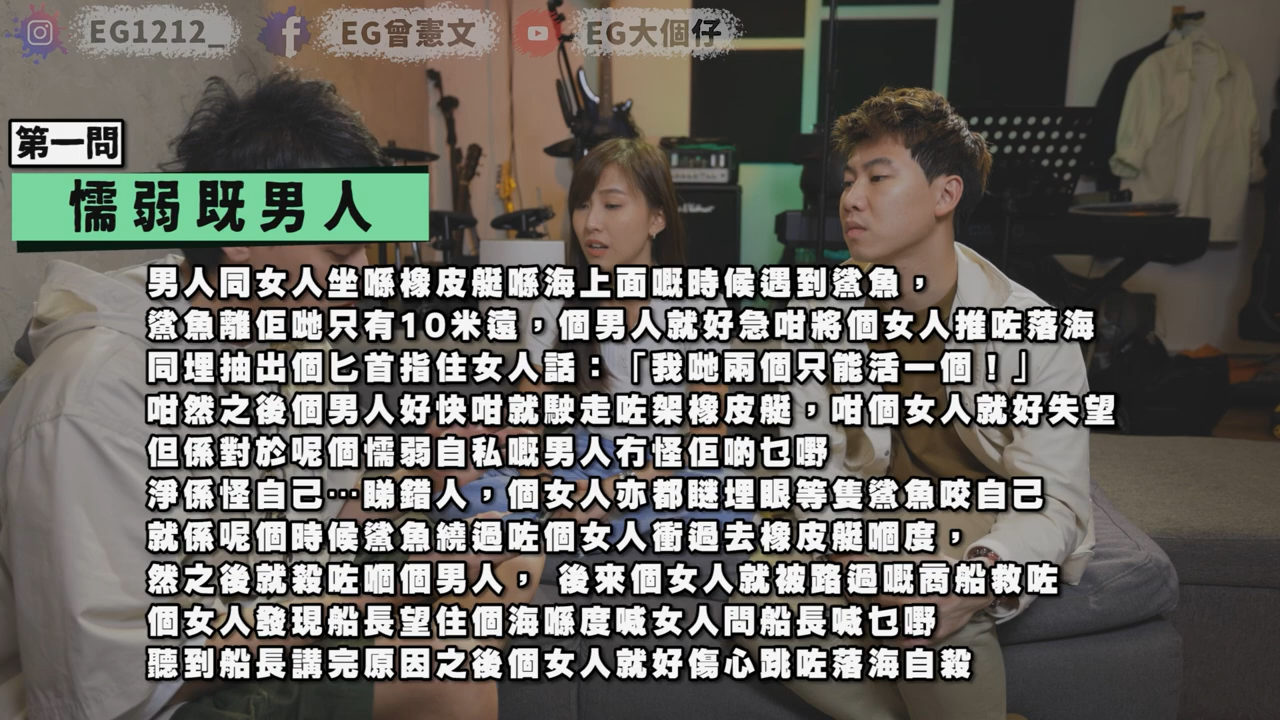 EG1212_
EG曾憲文
EG大個仔
第一問
懦弱既男人
男人同女人坐喺橡皮艇喺海上面嘅時候遇到鯊魚，
鯊魚離佢哋只有10米遠，個男人就好急咁將個女人推咗落海
同埋抽出個匕首指住女人話：「我哋兩個只能活一個！」
咁然之後個男人好快咁就駛走咗架橡皮艇，咁個女人就好失望
但係對於呢個懦弱自私嘅男人冇怪佢啲乜嘢
淨係怪自己…睇錯人，個女人亦都瞇埋眼等隻鯊魚咬自己
就係呢個時候鯊魚繞過咗個女人衝過去橡皮艇嗰度，
然之後就殺咗嗰個男人， 後來個女人就被路過嘅商船救咗
個女人發現船長望住個海喺度喊女人問船長喊乜嘢
聽到船長講完原因之後個女人就好傷心跳咗落海自殺